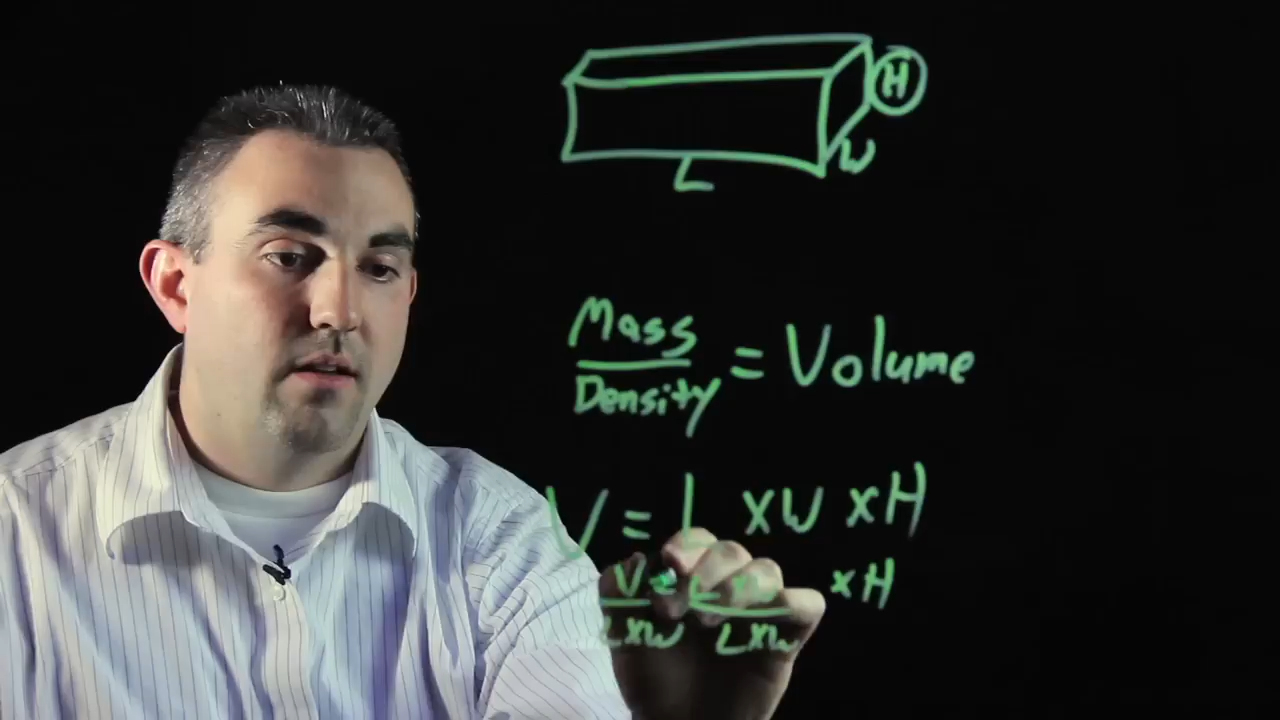 H
W
L
Mass
Density = Volume
V = L x W x H
V = L x W x H
L x W L x W